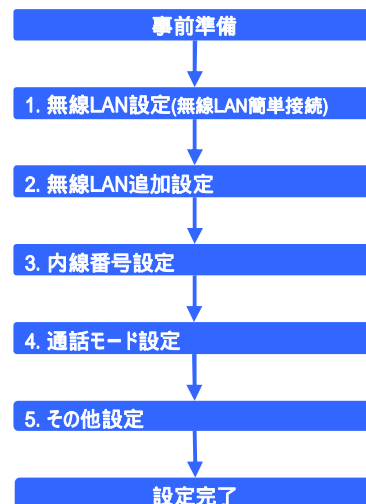 事前準備
1. 無線LAN設定(無線LAN簡単接続)
2. 無線LAN追加設定
3. 内線番号設定
4. 通話モード設定
5. その他設定
設定完了